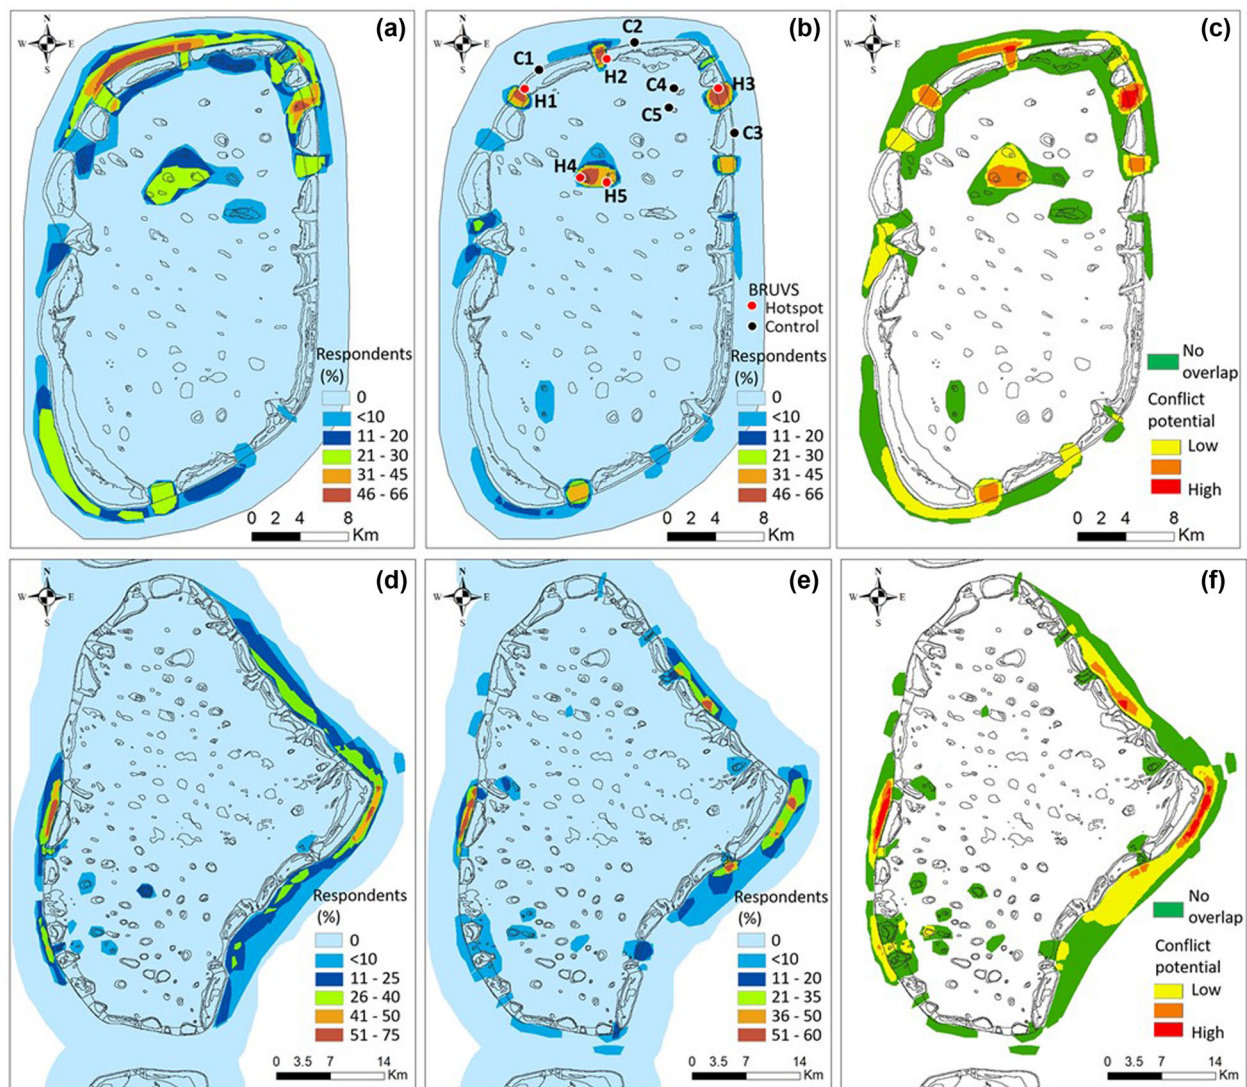 N
W E
S
(a)
Respondents
(%)
0
<10
11 - 20
21 - 30
31 - 45
46 - 66
0 2 4 8
Km
(b)
C1
C2
H1
H2
C4
C5
H3
C3
H4
H5
BRUVS
Hotspot
Control
Respondents
(%)
0
<10
11 - 20
21 - 30
31 - 45
46 - 66
0 2 4 8
Km
N
W E
S
(c)
No
overlap
Conflict
potential
Low
High
0 2 4 8
Km
N
W E
S
(d)
Respondents
(%)
0
<10
11 - 25
26 - 40
41 - 50
51 - 75
0 3.5 7 14
Km
N
W E
S
(e)
Respondents
(%)
0
<10
11 - 20
21 - 35
36 - 50
51 - 60
0 3.5 7 14
Km
N
W E
S
(f)
No
overlap
Conflict
potential
Low
High
0 3.5 7 14
Km
N
W E
S